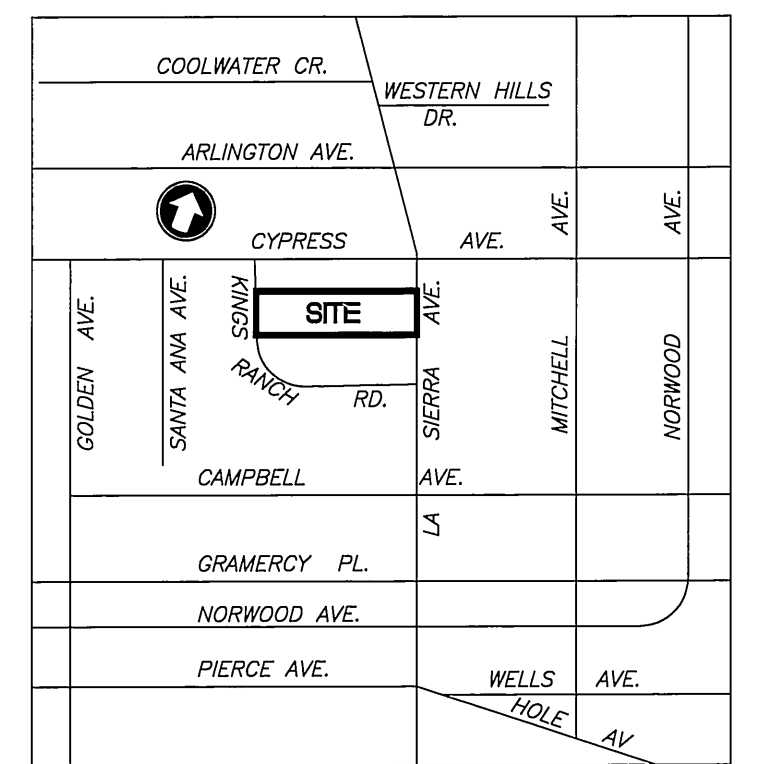 COOLWATER CR.
WESTERN HILLS
DR.
ARLINGTON AVE.
CYPRESS AVE.
GOLDEN AVE.
SANTA ANA AVE.
KINGS
RANCH
RD.
SITE
LA SIERRA AVE.
MITCHELL AVE.
NORWOOD AVE.
CAMPBELL AVE.
GRAMERCY PL.
NORWOOD AVE.
PIERCE AVE.
WELLS AVE.
HOLE AV